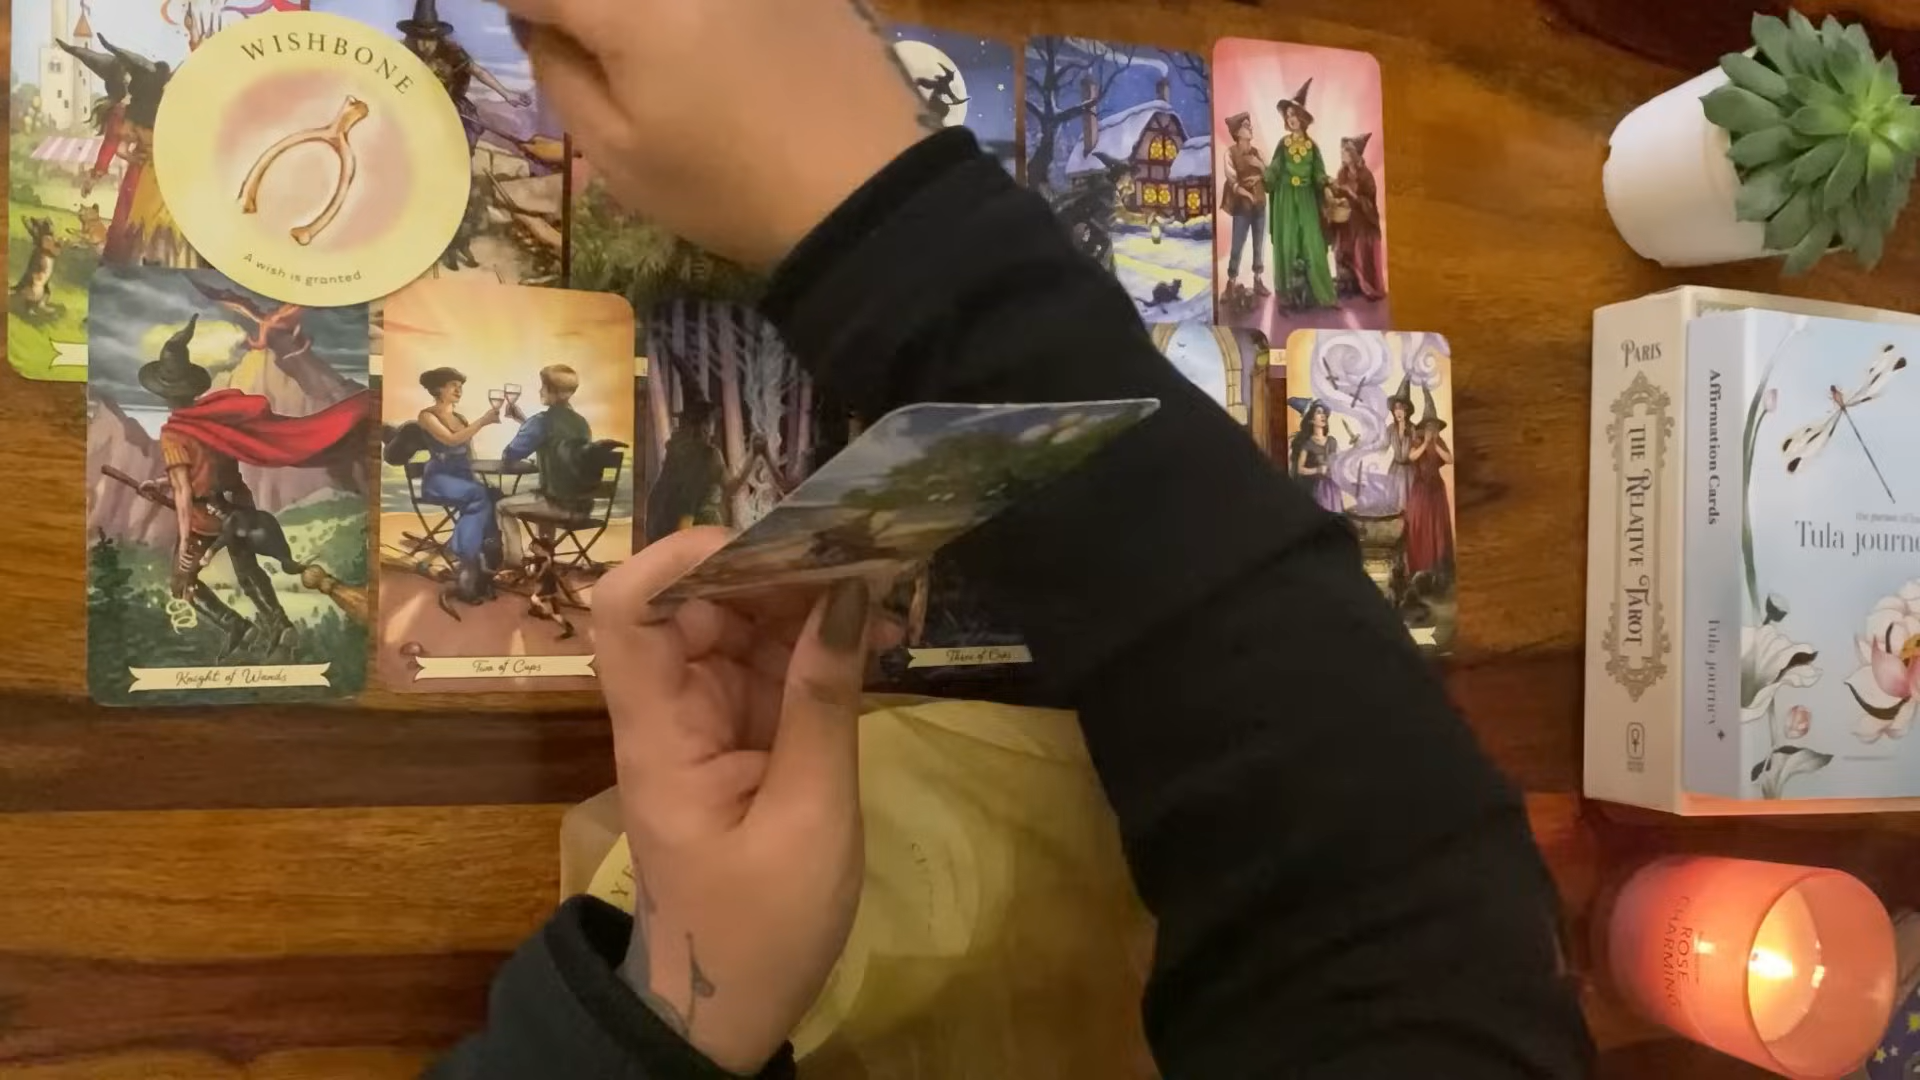 WISHBONE
A wish is granted
Knight of Wands
Two of Cups
Three of Cups
PARIS
THE RELATIVE TAROT
Affirmation Cards
Tula journey
Tula journe
ROSE
CHARMING